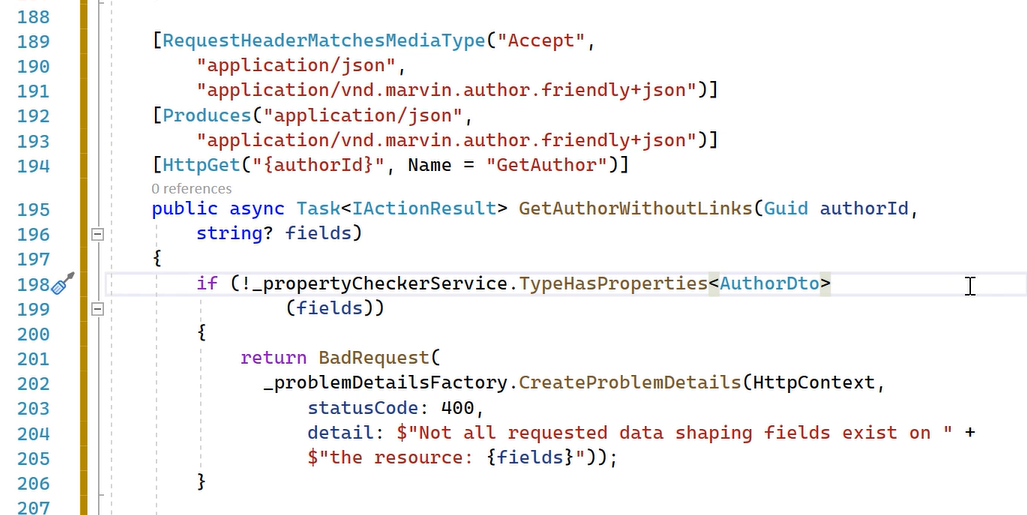 188
189 [RequestHeaderMatchesMediaType("Accept",
190 "application/json",
191 "application/vnd.marvin.author.friendly+json")]
192 [Produces("application/json",
193 "application/vnd.marvin.author.friendly+json")]
194 [HttpGet("{authorId}", Name = "GetAuthor")]
0 references
195 public async Task<IActionResult> GetAuthorWithoutLinks(Guid authorId,
196 string? fields)
197 {
198 if (!_propertyCheckerService.TypeHasProperties<AuthorDto>
199 (fields))
200 {
201 return BadRequest(
202 _problemDetailsFactory.CreateProblemDetails(HttpContext,
203 statusCode: 400,
204 detail: $"Not all requested data shaping fields exist on " +
205 $"the resource: {fields}"));
206 }
207